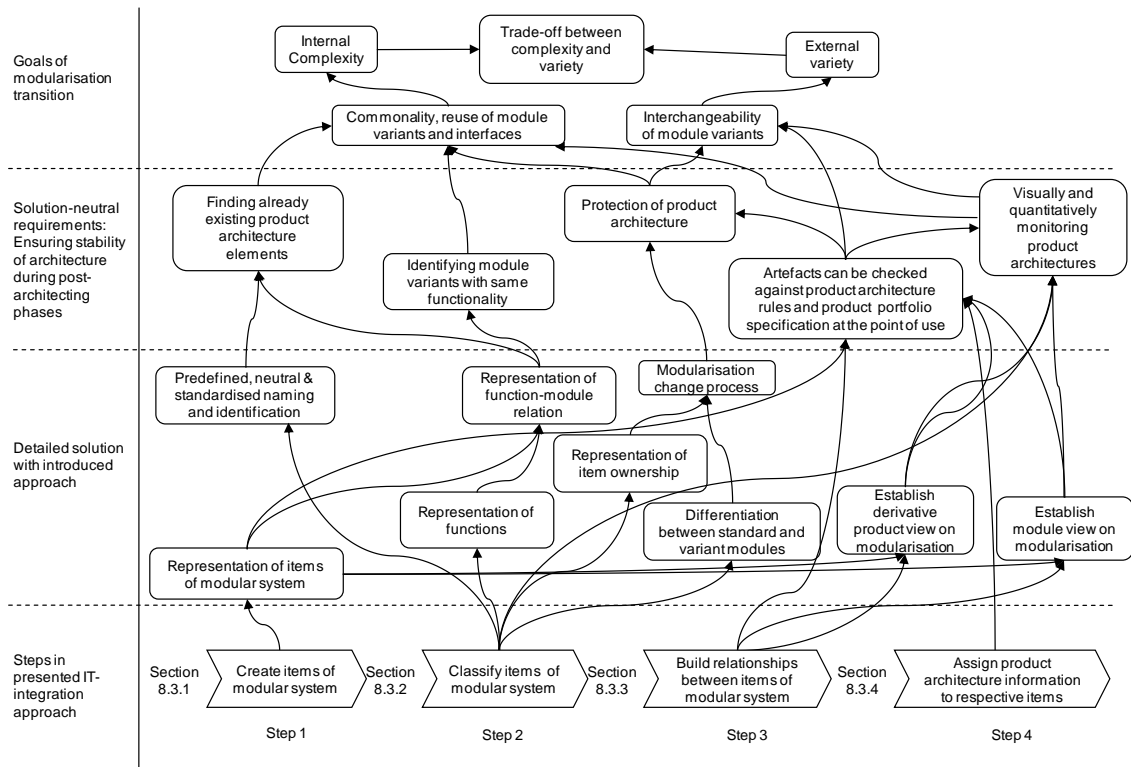 Goals of
modularisation
transition
Internal
Complexity
Trade-off between
complexity and
variety
External
variety
Commonality, reuse of module
variants and interfaces
Interchangeability
of module variants
Solution-neutral
requirements:
Ensuring stability
of architecture
during post-
architecting
phases
Finding already
existing product
architecture
elements
Identifying module
variants with same
functionality
Protection of product
architecture
Artefacts can be checked
against product architecture
rules and product portfolio
specification at the point of use
Visually and
quantitatively
monitoring
product
architectures
Detailed solution
with introduced
approach
Predefined, neutral &
standardised naming
and identification
Representation of
function-module
relation
Modularisation
change process
Representation of
item ownership
Representation
of functions
Differentiation
between standard and
variant modules
Establish
derivative
product view on
modularisation
Establish
module view on
modularisation
Representation of items
of modular system
Steps in
presented IT-
integration
approach
Section
8.3.1
Create items of
modular system
Section
8.3.2
Classify items of
modular system
Section
8.3.3
Build relationships
between items of
modular system
Section
8.3.4
Assign product
architecture information
to respective items
Step 1
Step 2
Step 3
Step 4